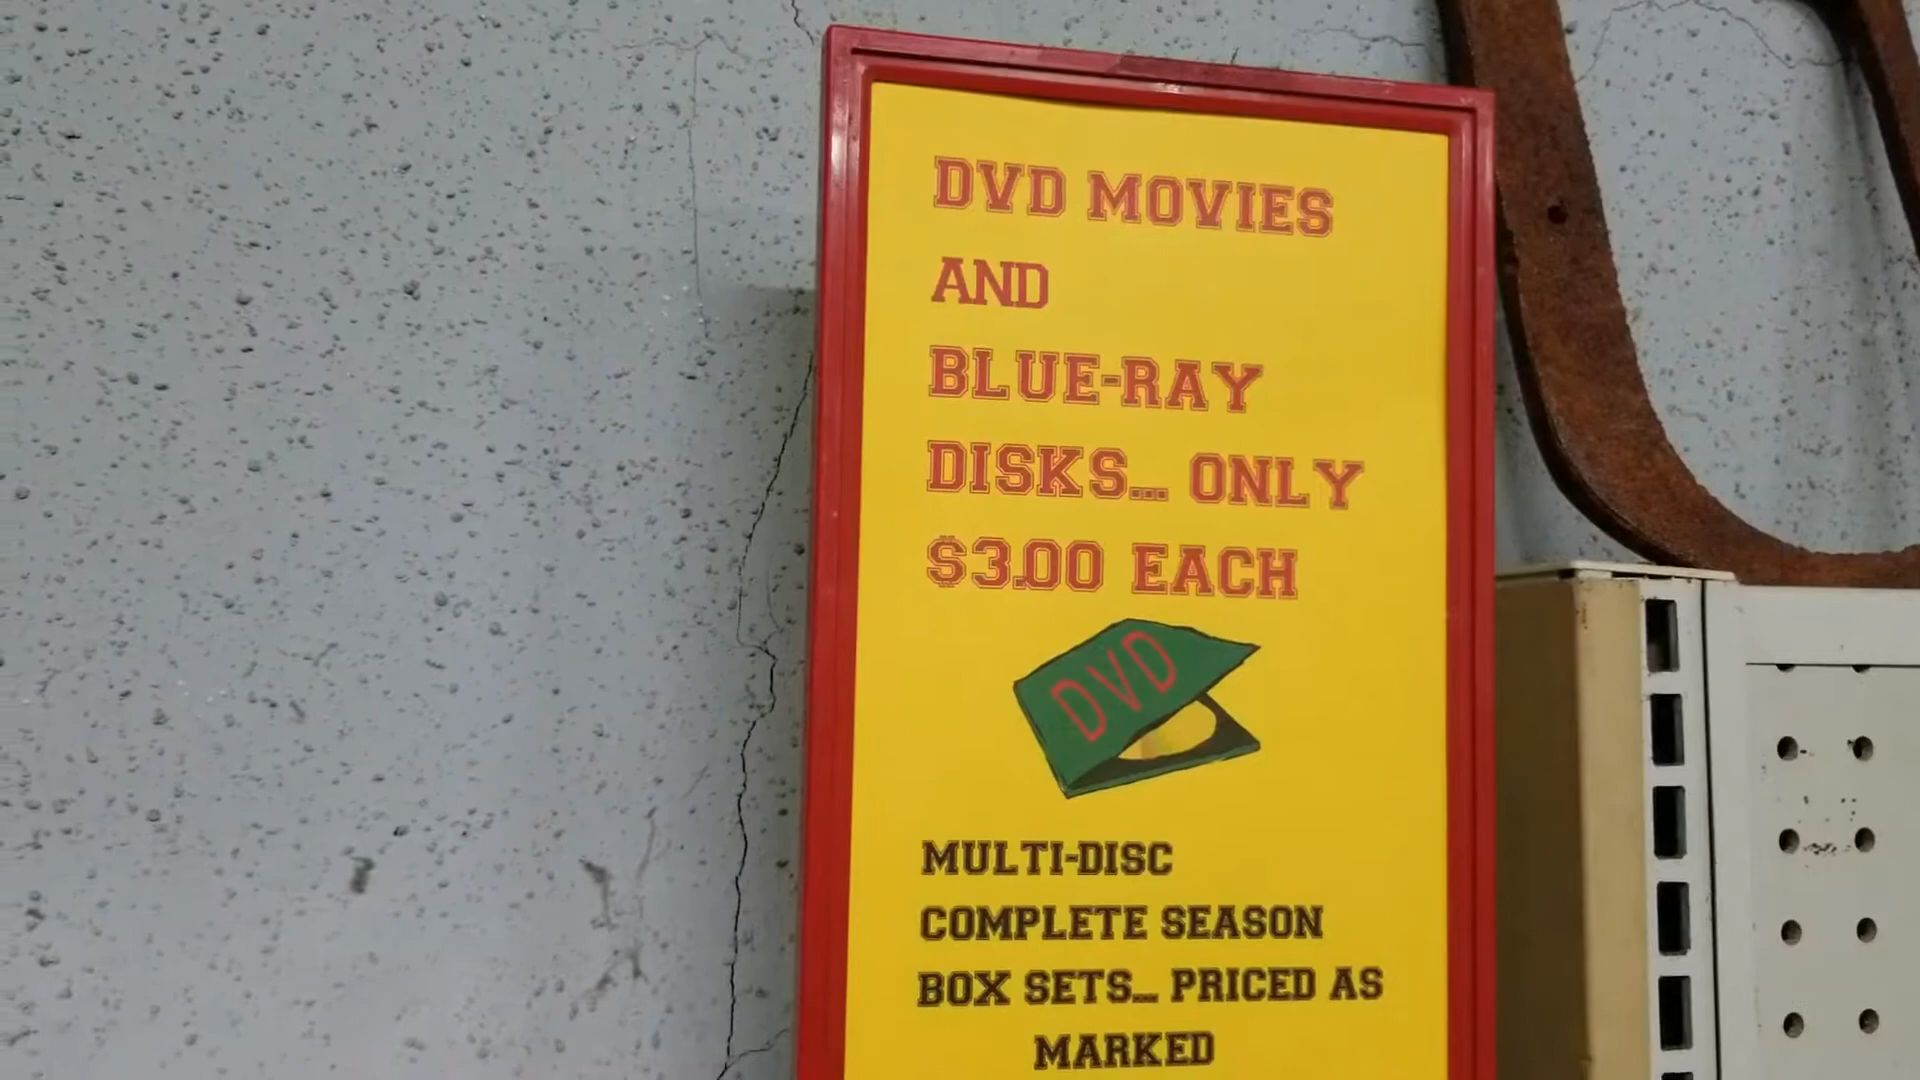 DVD MOVIES
AND
BLUE-RAY
DISKS... ONLY
$3.00 EACH
DVD
MULTI-DISC
COMPLETE SEASON
BOX SETS... PRICED AS
MARKED